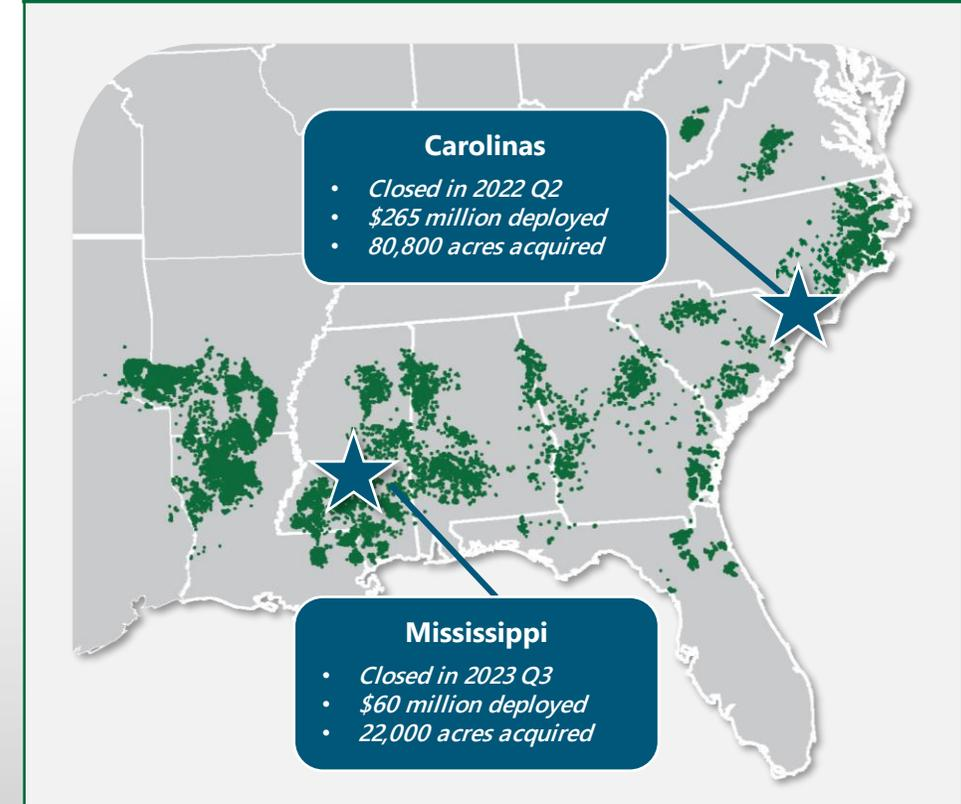 Carolinas
• Closed in 2022 Q2
• $265 million deployed
• 80,800 acres acquired
Mississippi
• Closed in 2023 Q3
• $60 million deployed
• 22,000 acres acquired